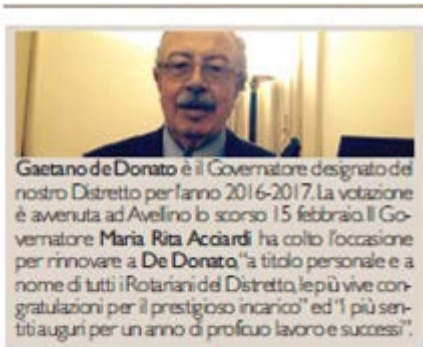 Gaetano de Donato è il Governatore designato del
nostro Distretto per l'anno 2016-2017. La votazione
è avvenuta ad Avellino lo scorso 15 febbraio. Il Go-
vernatore Maria Rita Acciardi ha colto l'occasione
per rinnovare a De Donato, "a titolo personale e a
nome di tutti i Rotariani del Distretto, le più vive con-
gratulazioni per il prestigioso incarico" ed "I più sen-
titi auguri per un anno di proficuo lavoro e successi".